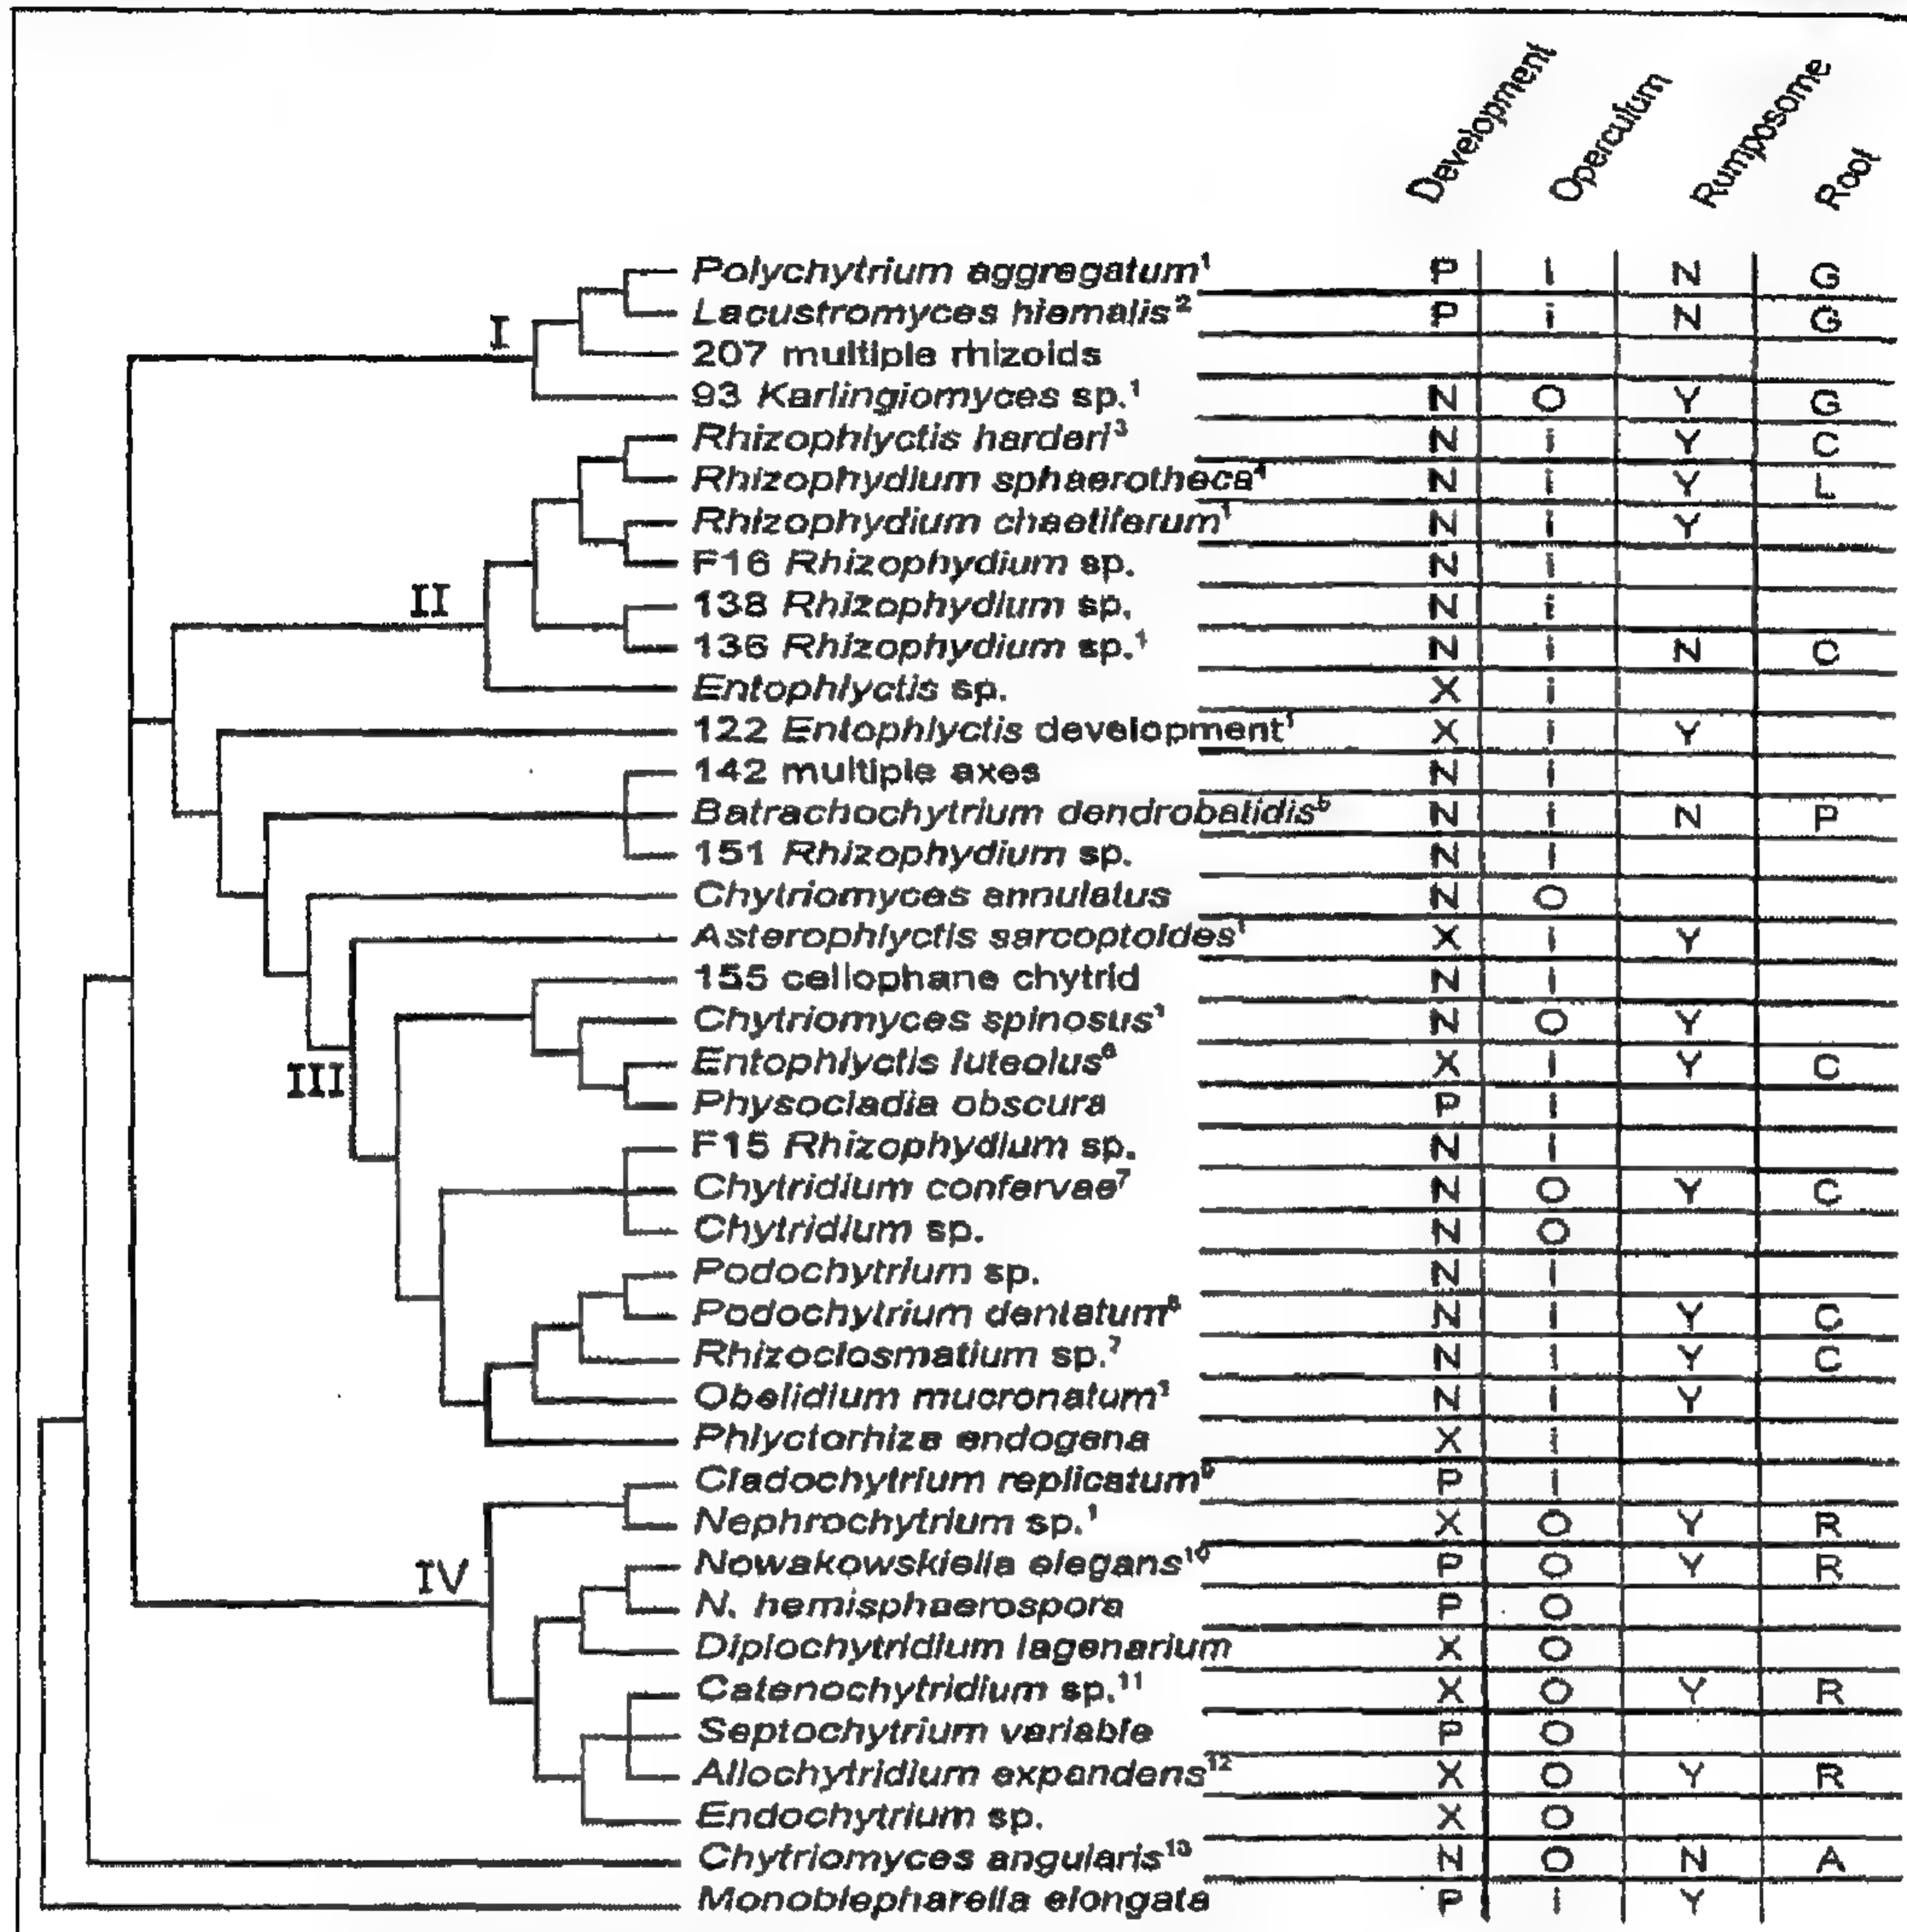 Development Operculum Rumposome Root
Polychytrium aggregatum¹ P I N G
Lacustromyces hiemalis² P i N G
I
207 multiple rhizoids
93 Karlingiomyces sp.¹ N O Y G
Rhizophlyctis harderi³ N i Y C
Rhizophydium sphaerotheca⁴ N I Y L
Rhizophydium chaetiferum¹ N I Y
F16 Rhizophydium sp. N I
II
138 Rhizophydium sp. N i
136 Rhizophydium sp.¹ N I N C
Entophlyctis sp. X i
122 Entophlyctis development¹ X I Y
142 multiple axes N I
Batrachochytrium dendrobatidis⁵ N I N P
151 Rhizophydium sp. N I
Chytriomyces annulatus N O
Asterophlyctis sarcoptoides¹ X I Y
155 cellophane chytrid N I
Chytriomyces spinosus¹ N O Y
Entophlyctis luteolus⁶ X I Y C
III
Physocladia obscura P I
F15 Rhizophydium sp. N I
Chytridium confervae⁷ N O Y C
Chytridium sp. N O
Podochytrium sp. N I
Podochytrium dentatum⁸ N I Y C
Rhizoclosmatium sp.⁷ N I Y C
Obelidium mucronatum¹ N I Y
Phlyctorhiza endogena X I
Cladochytrium replicatum⁹ P I
Nephrochytrium sp.¹ X O Y R
IV
Nowakowskiella elegans¹⁰ P O Y R
N. hemisphaerospora P O
Diplochytridium lagenarium X O
Catenochytridium sp.¹¹ X O Y R
Septochytrium variable P O
Allochytridium expandens¹² X O Y R
Endochytrium sp. X O
Chytriomyces angularis¹³ N O N A
Monoblepharella elongata P I Y